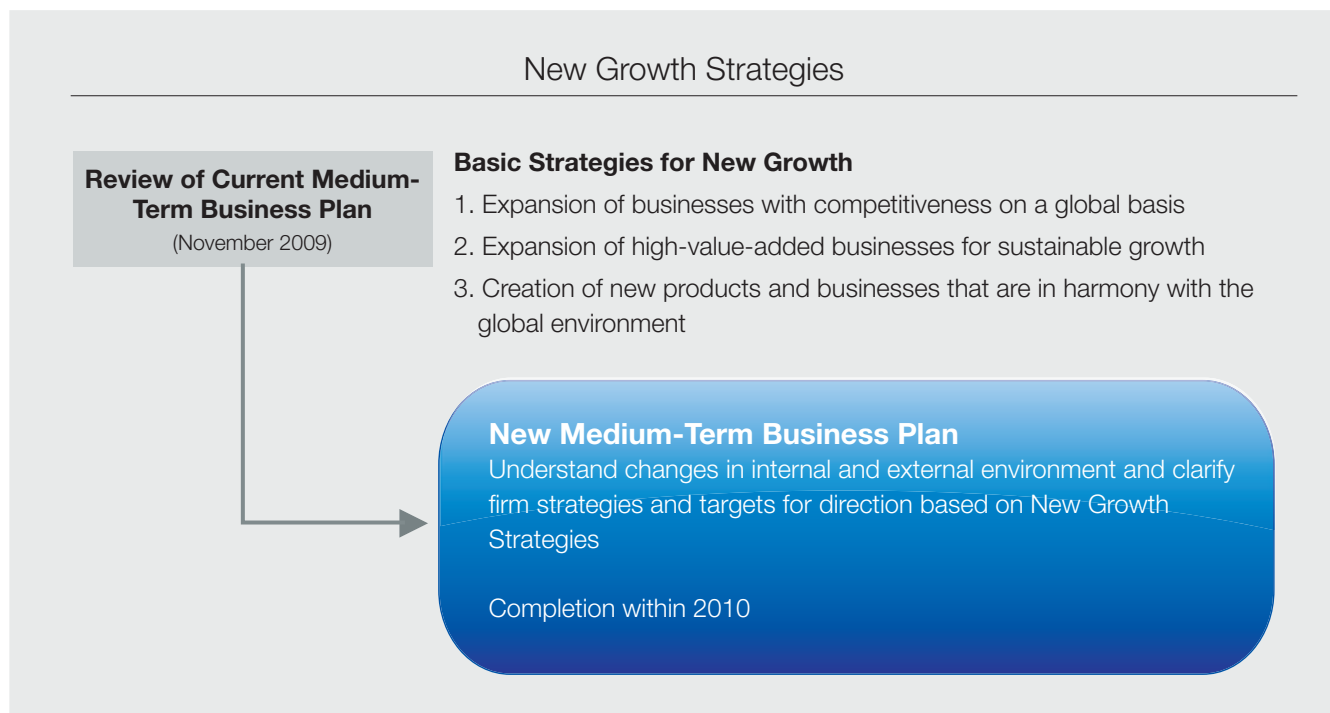 New Growth Strategies
Review of Current Medium-
Term Business Plan
(November 2009)
Basic Strategies for New Growth
1. Expansion of businesses with competitiveness on a global basis
2. Expansion of high-value-added businesses for sustainable growth
3. Creation of new products and businesses that are in harmony with the
global environment
New Medium-Term Business Plan
Understand changes in internal and external environment and clarify
firm strategies and targets for direction based on New Growth
Strategies
Completion within 2010